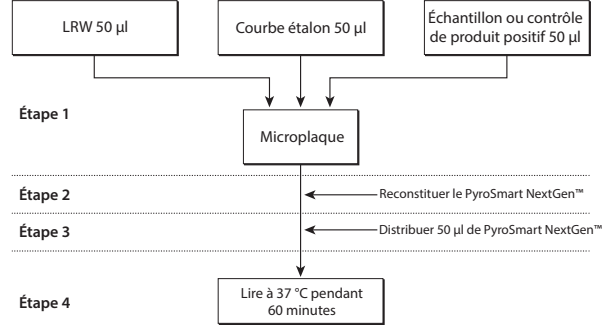 LRW 50 µl
Courbe étalon 50 µl
Échantillon ou contrôle
de produit positif 50 µl
Étape 1
Microplaque
Étape 2
Reconstituer le PyroSmart NextGen™
Étape 3
Distribuer 50 µl de PyroSmart NextGen™
Étape 4
Lire à 37 °C pendant
60 minutes